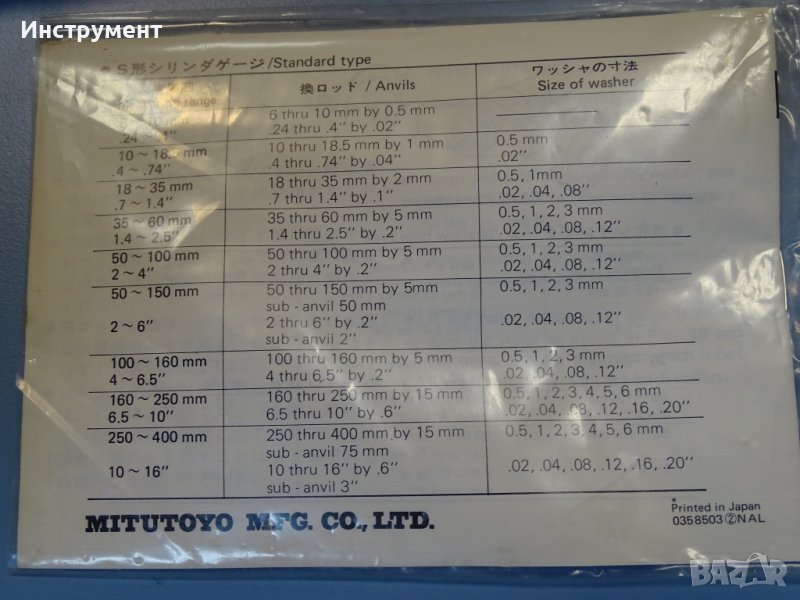 Инструмент
S形シリンダゲージ/Standard type
換ロッド / Anvils
ワッシャの寸法
range
Size of washer
6 thru 10 mm by 0.5 mm
mm
.24 thru .4" by .02"
10 ~ 18.5 mm
10 thru 18.5 mm by 1 mm
0.5 mm
.4 ~ .74"
.4 thru .74" by .04"
.02"
18 ~ 35 mm
18 thru 35 mm by 2 mm
0.5, 1mm
.7 ~ 1.4"
.7 thru 1.4" by .1"
.02, .04, .08"
35 ~ 60 mm
35 thru 60 mm by 5 mm
0.5, 1, 2, 3 mm
1.4 ~ 2.5"
1.4 thru 2.5" by .2"
.02, .04, .08, .12"
50 ~ 100 mm
50 thru 100 mm by 5 mm
0.5, 1, 2, 3 mm
2 ~ 4"
2 thru 4" by .2"
.02, .04, .08, .12"
50 ~ 150 mm
50 thru 150 mm by 5mm
0.5, 1, 2, 3 mm
sub - anvil 50 mm
2 ~ 6"
2 thru 6" by .2"
.02, .04, .08, .12"
sub - anvil 2"
100 ~ 160 mm
100 thru 160 mm by 5 mm
0.5, 1, 2, 3 mm
4 ~ 6.5"
4 thru 6.5" by .2"
.02, .04, .08, .12"
160 ~ 250 mm
160 thru 250 mm by 15 mm
0.5, 1, 2, 3, 4, 5, 6 mm
6.5 ~ 10"
6.5 thru 10" by .6"
.02, .04, .08, .12, .16, .20"
250 ~ 400 mm
250 thru 400 mm by 15 mm
0.5, 1, 2, 3, 4, 5, 6 mm
sub - anvil 75 mm
10 ~ 16"
10 thru 16" by .6"
.02, .04, .08, .12, .16, .20"
sub - anvil 3"
MITUTOYO MFG. CO., LTD.
* Printed in Japan
0358503②NAL
BAZAR